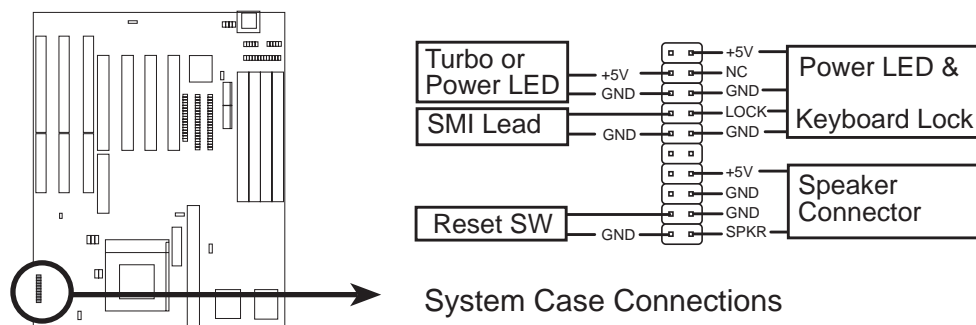 Turbo or
Power LED
+5V
GND
SMI Lead
GND
Reset SW
GND
+5V
NC
GND
LOCK
GND
+5V
GND
GND
SPKR
Power LED &
Keyboard Lock
Speaker
Connector
System Case Connections